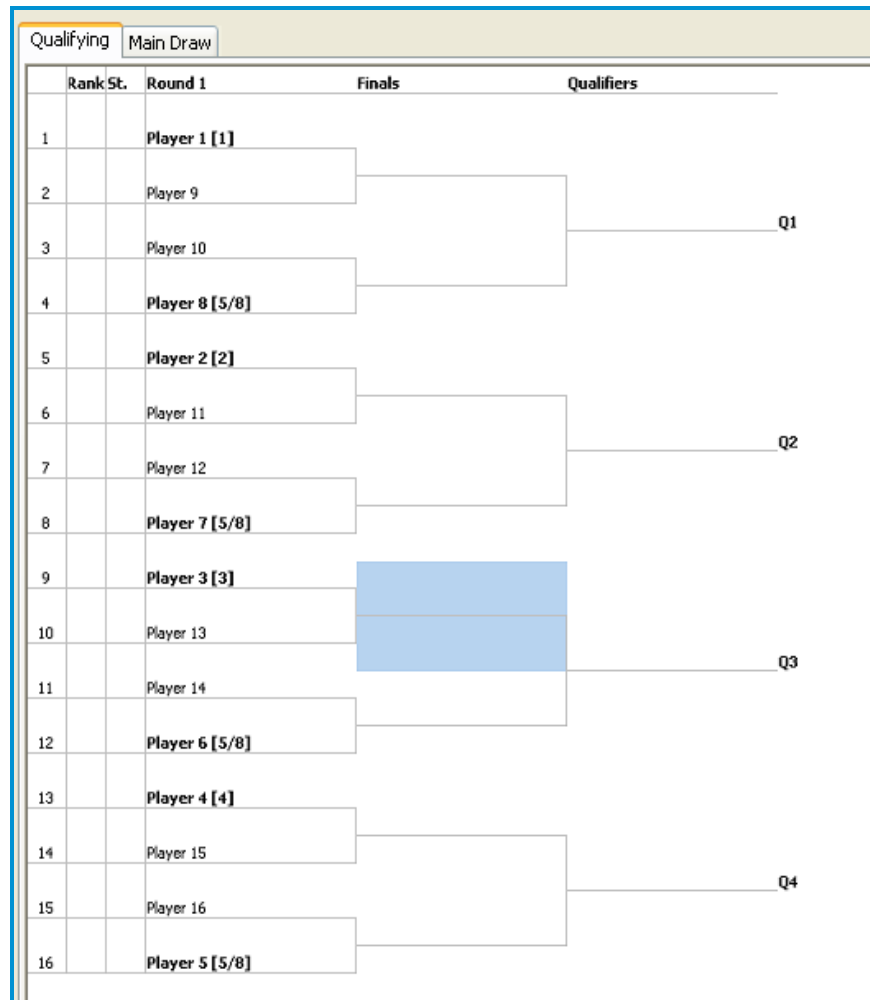 Qualifying Main Draw
Rank St. Round 1 Finals Qualifiers
1 Player 1 [1]
2 Player 9
Q1
3 Player 10
4 Player 8 [5/8]
5 Player 2 [2]
6 Player 11
Q2
7 Player 12
8 Player 7 [5/8]
9 Player 3 [3]
10 Player 13
Q3
11 Player 14
12 Player 6 [5/8]
13 Player 4 [4]
14 Player 15
Q4
15 Player 16
16 Player 5 [5/8]